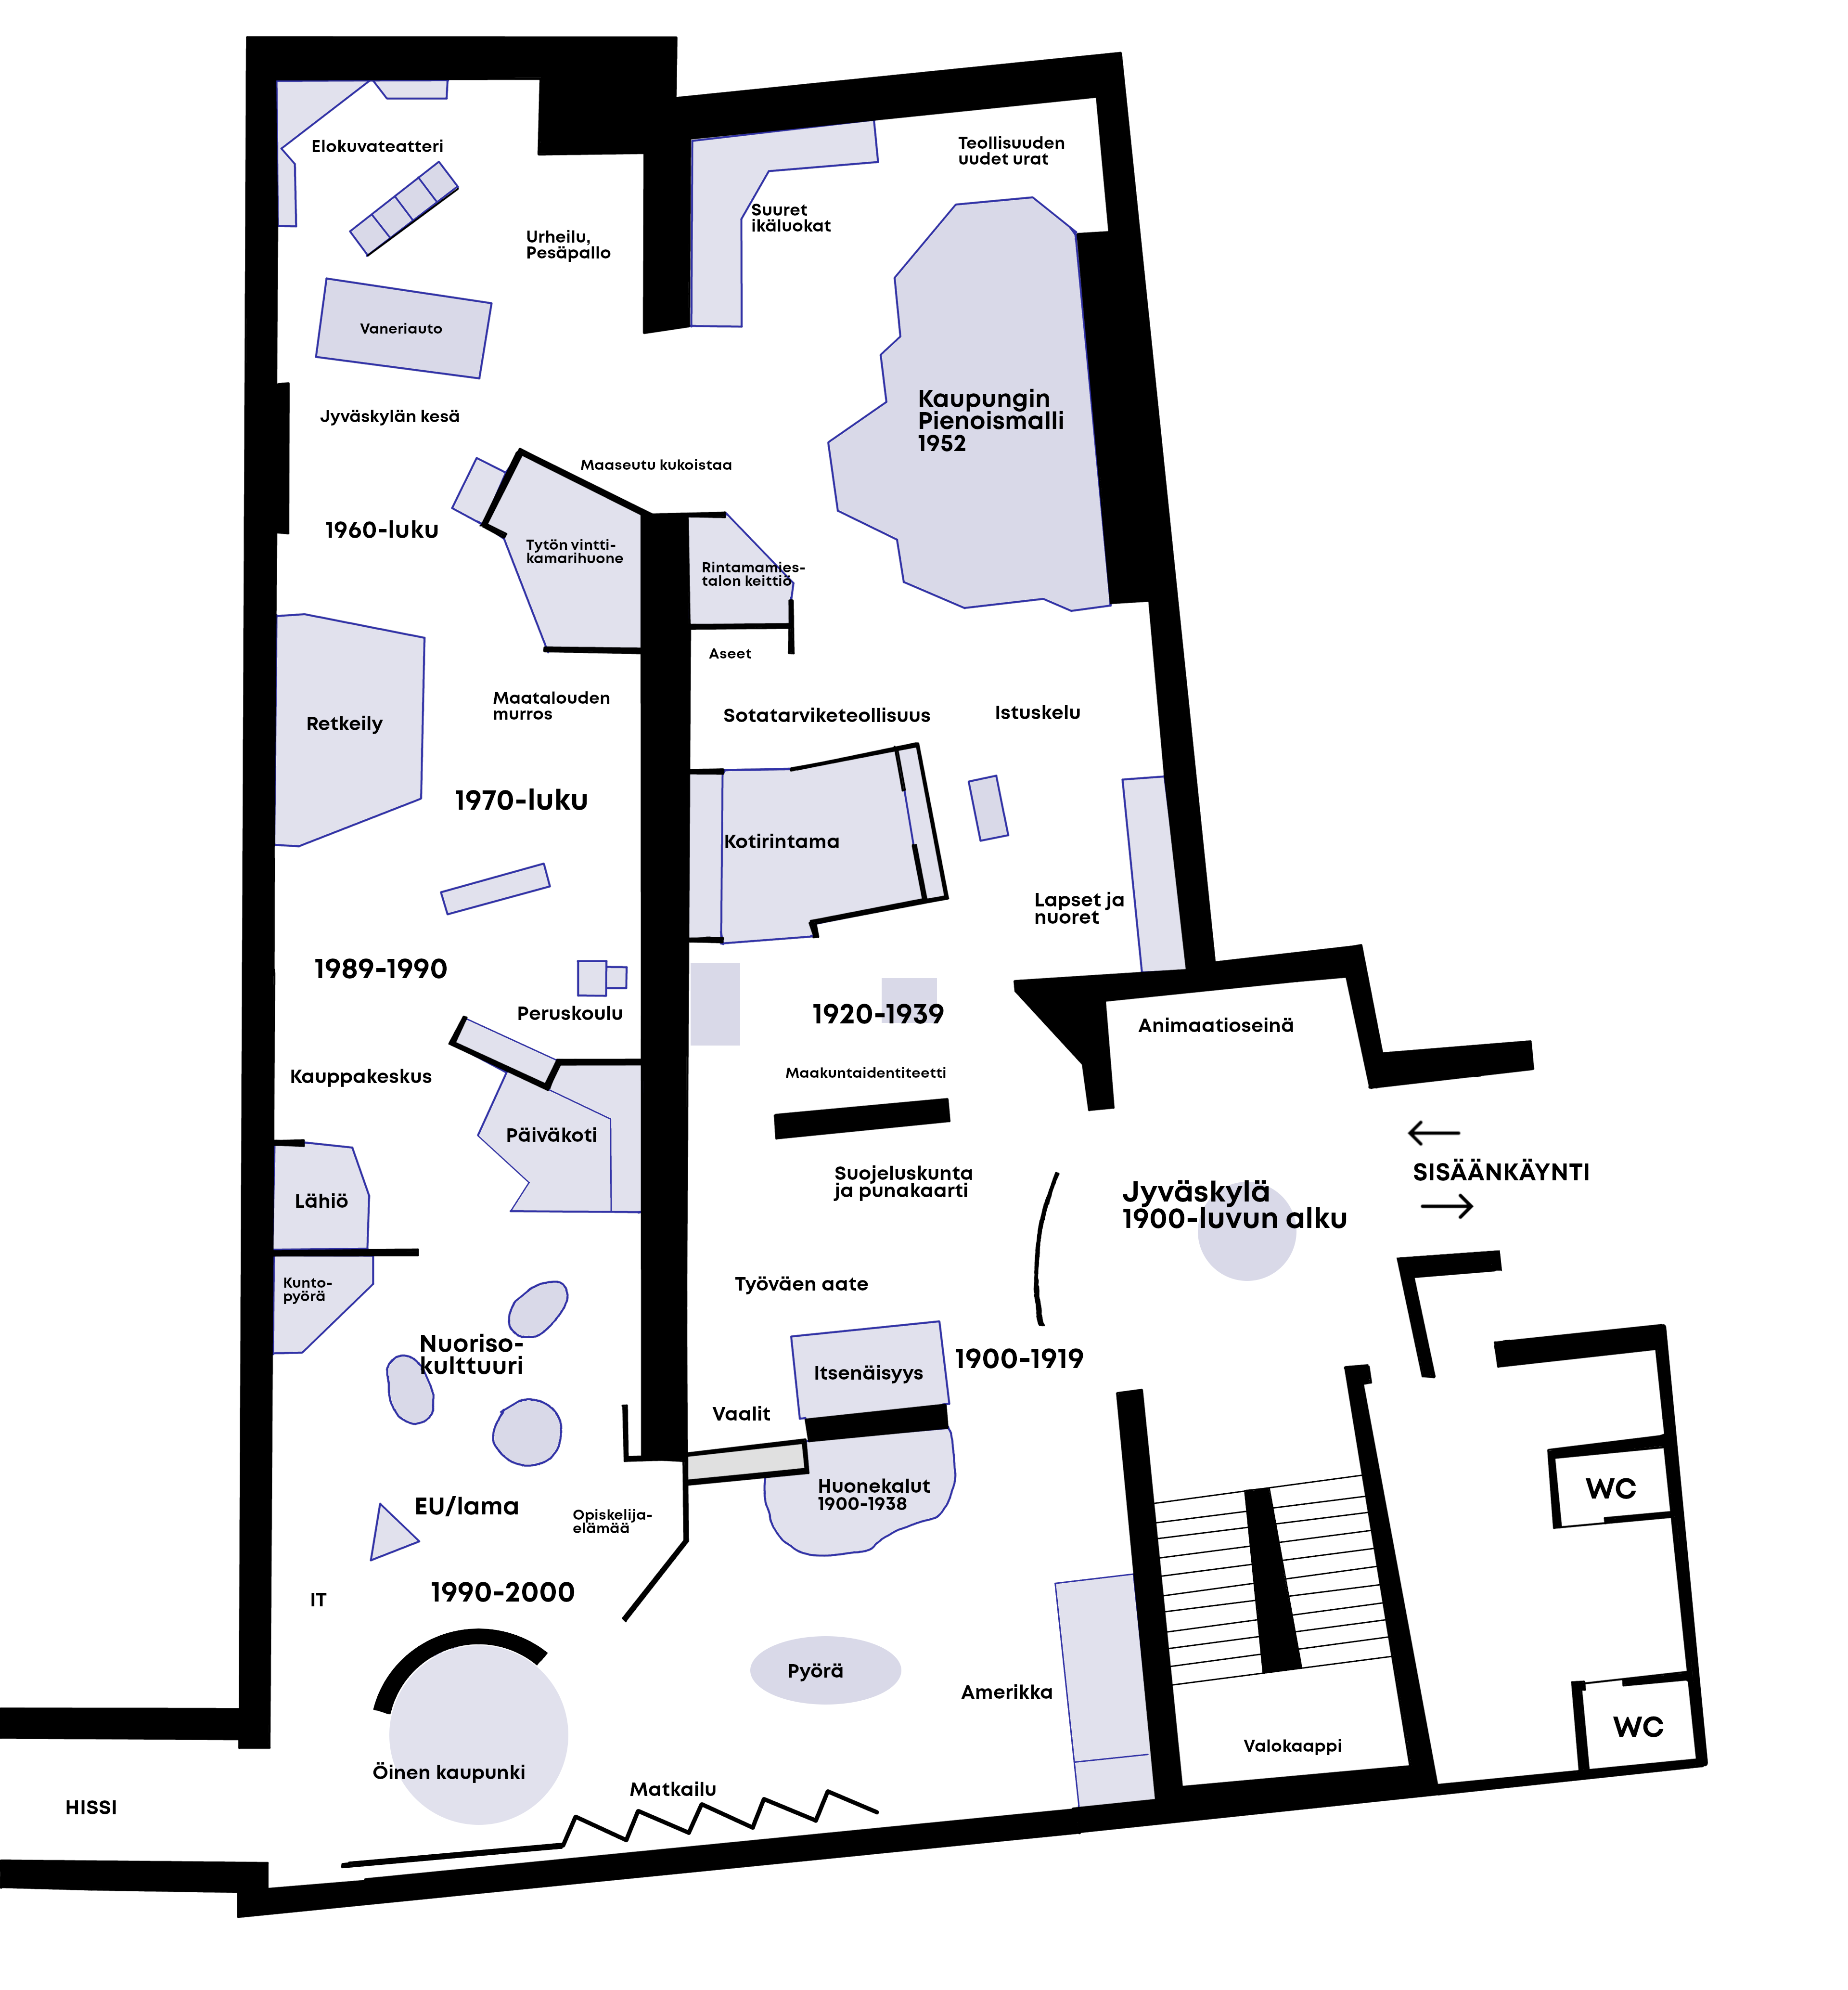 Elokuvateatteri
Urheilu,
Pesäpallo
Vaneriauto
Jyväskylän kesä
Suuret
ikäluokat
Teollisuuden
uudet urat
Kaupungin
Pienoismalli
1952
Maaseutu kukoistaa
1960-luku
Tytön vintti-
kamarihuone
Rintamamies-
talon keittiö
Aseet
Retkeily
Maatalouden
murros
Sotatarviketeollisuus
Istuskelu
1970-luku
Kotirintama
Lapset ja
nuoret
1989-1990
Peruskoulu
1920-1939
Animaatioseinä
Kauppakeskus
Maakuntaidentiteetti
Päiväkoti
Suojeluskunta
ja punakaarti
Jyväskylä
1900-luvun alku
SISÄÄNKÄYNTI
Lähiö
Kunto-
pyörä
Työväen aate
Nuoriso-
kulttuuri
Itsenäisyys
1900-1919
Vaalit
Huonekalut
1900-1938
WC
EU/lama
Opiskelija-
elämää
IT
1990-2000
Pyörä
Amerikka
Valokaappi
WC
Öinen kaupunki
Matkailu
HISSI